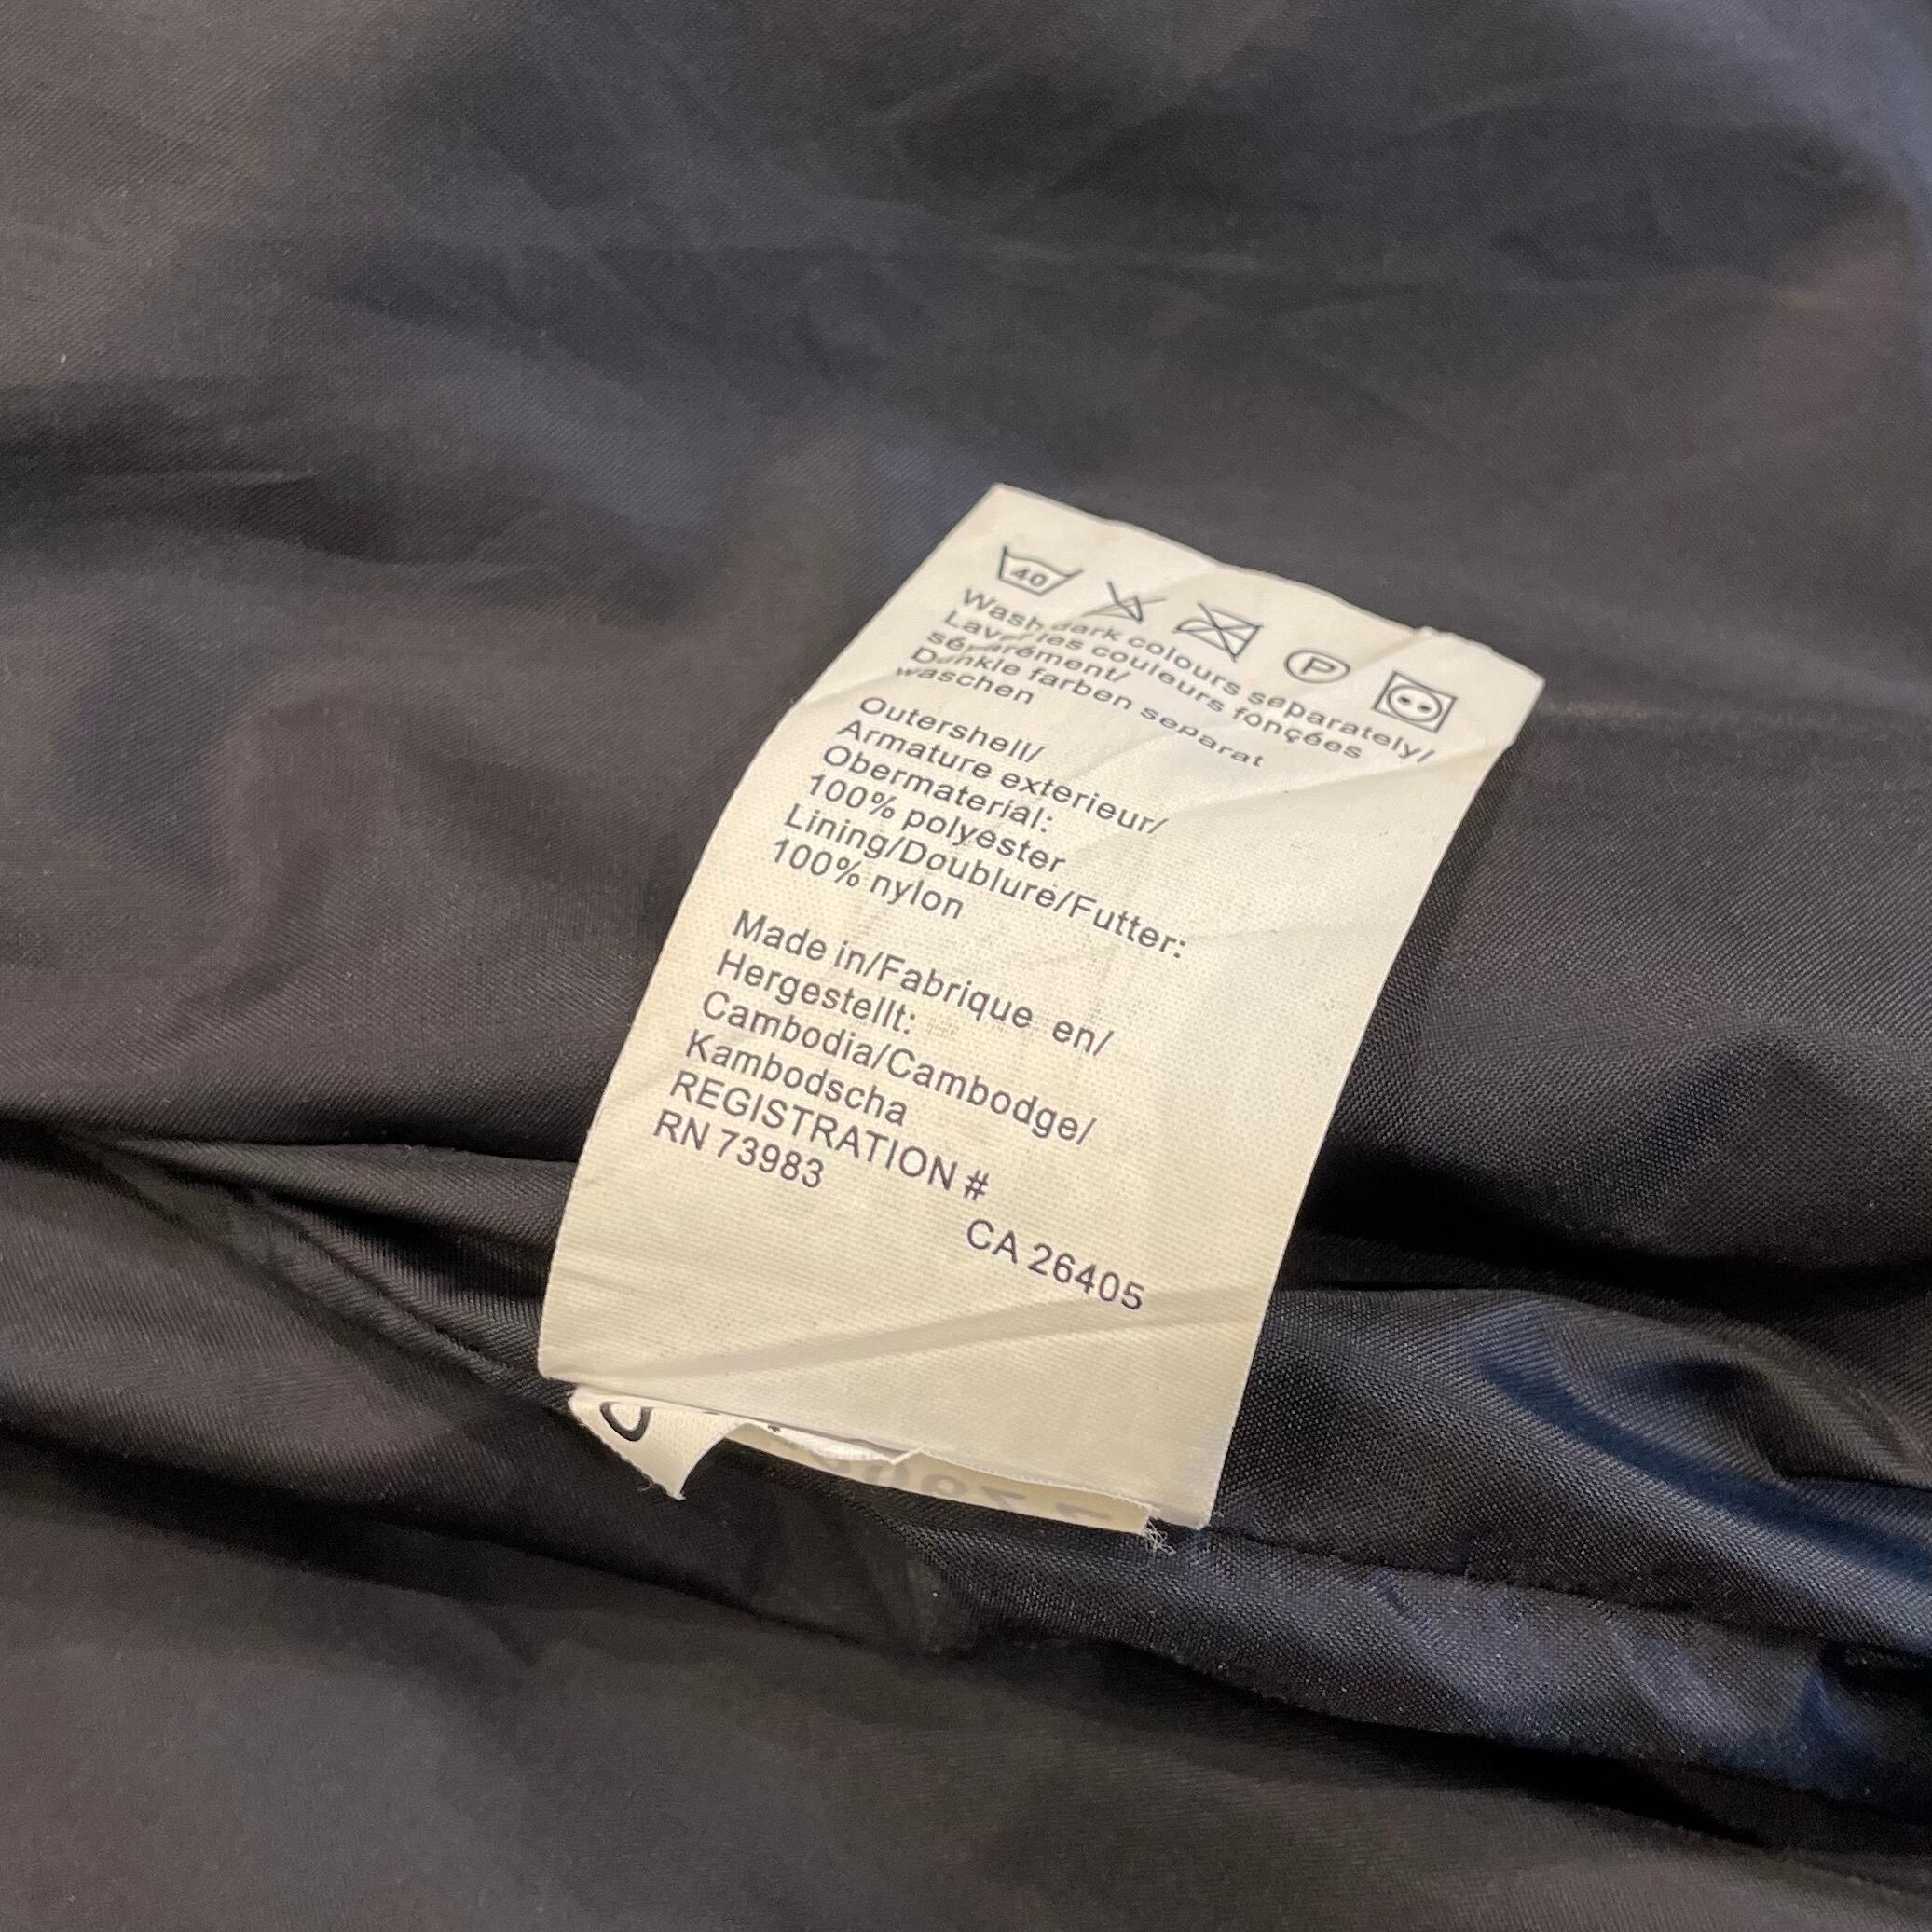 40
P
Wash dark colours separately/
Laver les couleurs fonçées
séparément/
Dunkle farben separat
waschen
Outershell/
Armature exterieur/
Obermaterial:
100% polyester
Lining/Doublure/Futter:
100% nylon
Made in/Fabrique en/
Hergestellt:
Cambodia/Cambodge/
Kambodscha
REGISTRATION #
RN 73983
CA 26405